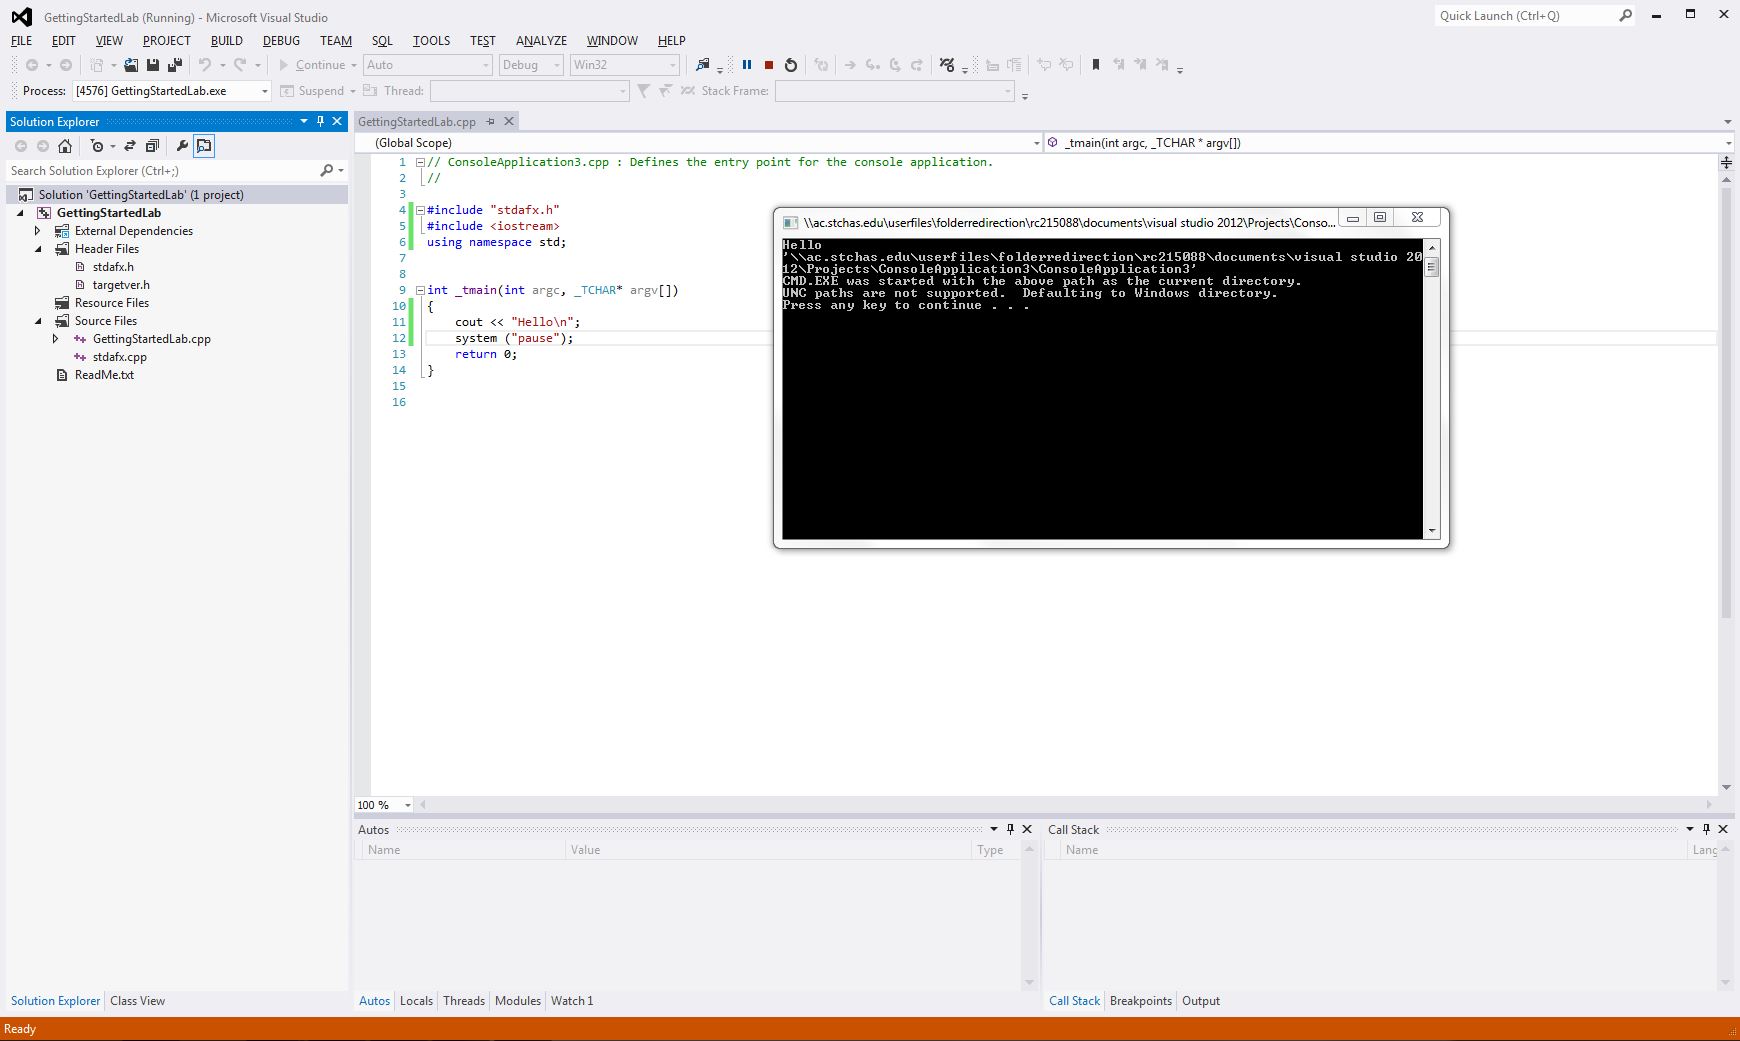 GettingStartedLab (Running) - Microsoft Visual Studio
Quick Launch (Ctrl+Q)
FILE EDIT VIEW PROJECT BUILD DEBUG TEAM SQL TOOLS TEST ANALYZE WINDOW HELP
Continue Auto Debug Win32
Process: [4576] GettingStartedLab.exe Suspend Thread: Stack Frame:
Solution Explorer
Search Solution Explorer (Ctrl+;)
Solution 'GettingStartedLab' (1 project)
GettingStartedLab
External Dependencies
Header Files
stdafx.h
targetver.h
Resource Files
Source Files
GettingStartedLab.cpp
stdafx.cpp
ReadMe.txt
Solution Explorer Class View
GettingStartedLab.cpp
(Global Scope) _tmain(int argc, _TCHAR * argv[])
1 // ConsoleApplication3.cpp : Defines the entry point for the console application.
2 //
3
4 #include "stdafx.h"
5 #include <iostream>
6 using namespace std;
7
8
9 int _tmain(int argc, _TCHAR* argv[])
10 {
11 cout << "Hello\n";
12 system ("pause");
13 return 0;
14 }
15
16
\\ac.stchas.edu\userfiles\folderredirection\rc215088\documents\visual studio 2012\Projects\Conso...
Hello
'\\ac.stchas.edu\userfiles\folderredirection\rc215088\documents\visual studio 20
12\Projects\ConsoleApplication3\ConsoleApplication3'
CMD.EXE was started with the above path as the current directory.
UNC paths are not supported.  Defaulting to Windows directory.
Press any key to continue . . .
100 %
Autos
Name Value Type
Autos Locals Threads Modules Watch 1
Call Stack
Name Lang
Call Stack Breakpoints Output
Ready